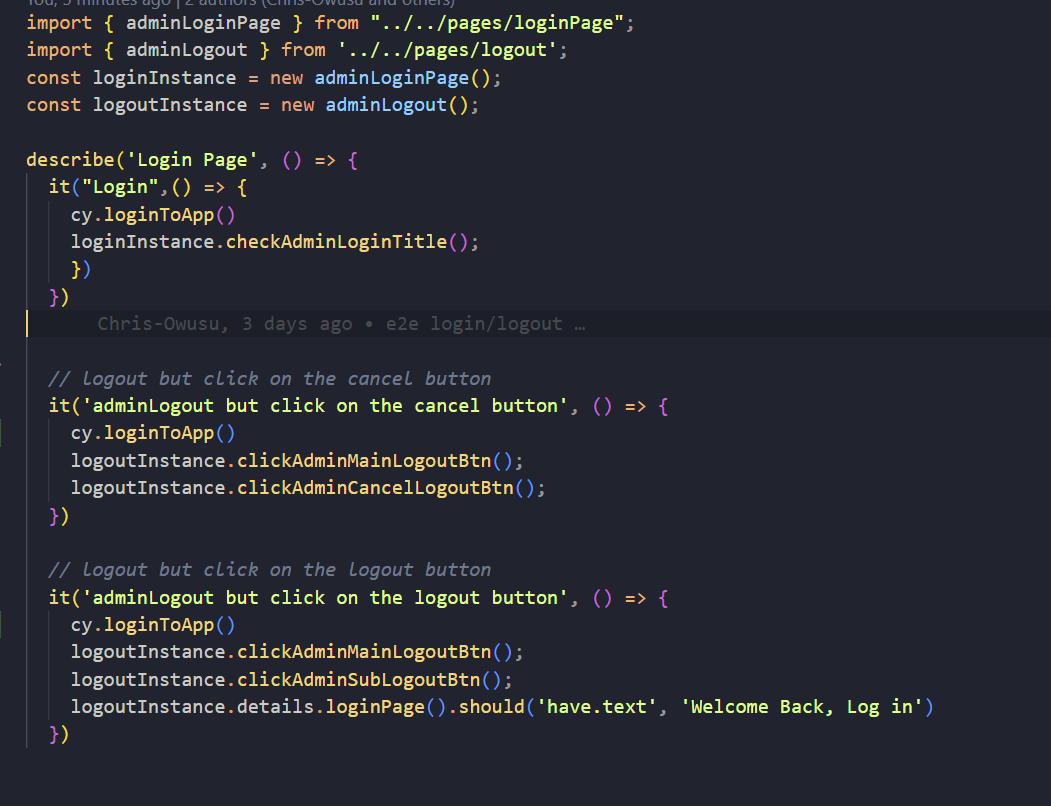 You, 5 minutes ago | 2 authors (Chris-Owusu and others)
import { adminLoginPage } from "../../pages/loginPage";
import { adminLogout } from '../../pages/logout';
const loginInstance = new adminLoginPage();
const logoutInstance = new adminLogout();
describe('Login Page', () => {
it("Login",() => {
cy.loginToApp()
loginInstance.checkAdminLoginTitle();
})
})
Chris-Owusu, 3 days ago • e2e login/logout …
// logout but click on the cancel button
it('adminLogout but click on the cancel button', () => {
cy.loginToApp()
logoutInstance.clickAdminMainLogoutBtn();
logoutInstance.clickAdminCancelLogoutBtn();
})
// logout but click on the logout button
it('adminLogout but click on the logout button', () => {
cy.loginToApp()
logoutInstance.clickAdminMainLogoutBtn();
logoutInstance.clickAdminSubLogoutBtn();
logoutInstance.details.loginPage().should('have.text', 'Welcome Back, Log in')
})